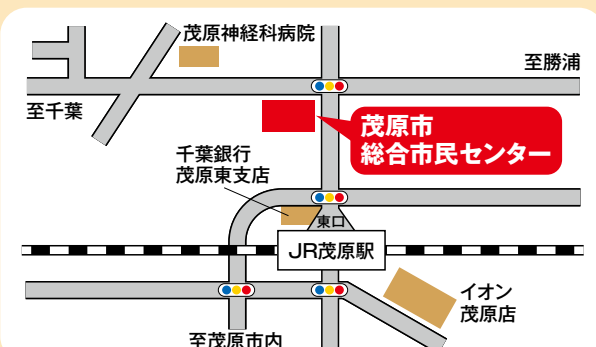 茂原神経科病院
至勝浦
至千葉
茂原市
総合市民センター
千葉銀行
茂原東支店
東口
JR茂原駅
イオン
茂原店
至茂原市内